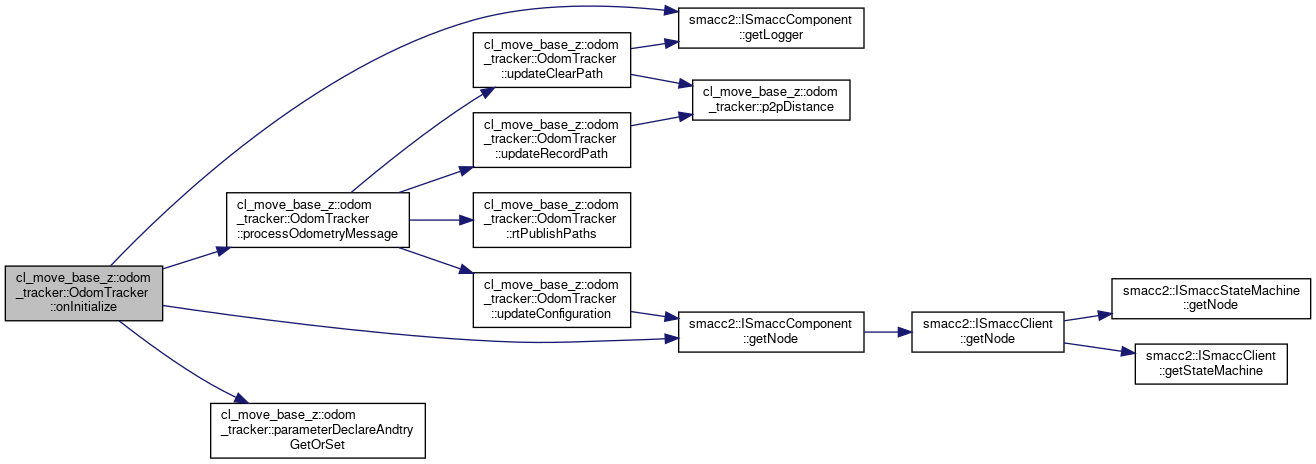 cl_move_base_z::odom
_tracker::OdomTracker
::onInitialize
smacc2::ISmaccComponent
::getLogger
cl_move_base_z::odom
_tracker::OdomTracker
::processOdometryMessage
cl_move_base_z::odom
_tracker::OdomTracker
::updateClearPath
cl_move_base_z::odom
_tracker::p2pDistance
cl_move_base_z::odom
_tracker::OdomTracker
::updateRecordPath
cl_move_base_z::odom
_tracker::OdomTracker
::rtPublishPaths
cl_move_base_z::odom
_tracker::OdomTracker
::updateConfiguration
smacc2::ISmaccComponent
::getNode
smacc2::ISmaccClient
::getNode
smacc2::ISmaccStateMachine
::getNode
smacc2::ISmaccClient
::getStateMachine
cl_move_base_z::odom
_tracker::parameterDeclareAndtry
GetOrSet